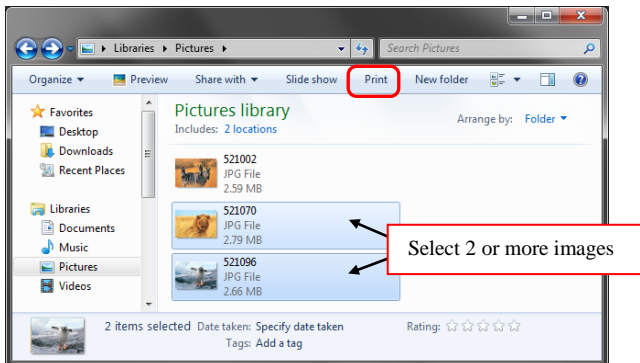 Libraries Pictures Search Pictures
Organize Preview Share with Slide show Print New folder
Favorites
Desktop
Downloads
Recent Places
Libraries
Documents
Music
Pictures
Videos
Pictures library
Includes: 2 locations
Arrange by: Folder
521002
JPG File
2.59 MB
521070
JPG File
2.79 MB
521096
JPG File
2.66 MB
Select 2 or more images
2 items selected Date taken: Specify date taken Rating:
Tags: Add a tag